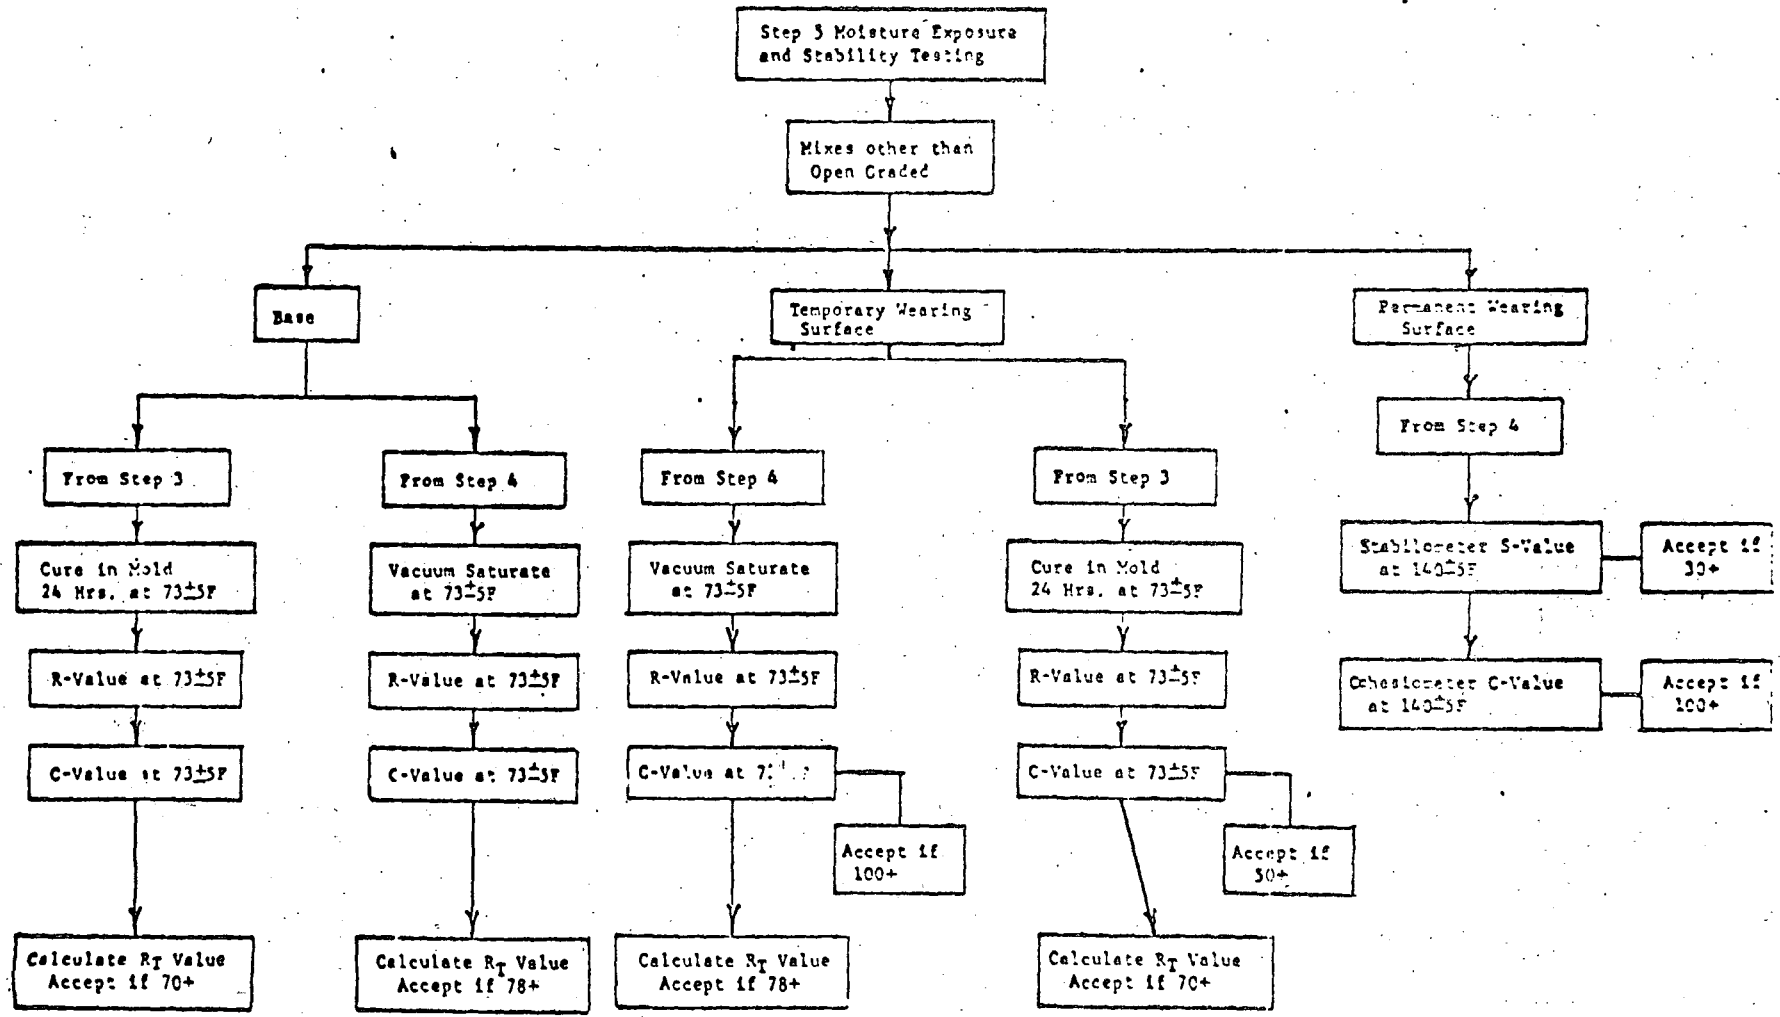 Step 5 Moisture Exposure
and Stability Testing
Mixes other than
Open Graded
Base
Temporary Wearing
Surface
Permanent Wearing
Surface
From Step 3
From Step 4
From Step 4
From Step 3
From Step 4
Cure in Mold
24 Hrs. at 73±5F
Vacuum Saturate
at 73±5F
Vacuum Saturate
at 73±5F
Cure in Mold
24 Hrs. at 73±5F
Stabilometer S-Value
at 140±5F
Accept if
30+
R-Value at 73±5F
R-Value at 73±5F
R-Value at 73±5F
R-Value at 73±5F
Cohesiometer C-Value
at 140±5F
Accept if
100+
C-Value at 73±5F
C-Value at 73±5F
C-Value at
C-Value at 73±5F
Accept if
100+
Accept if
50+
Calculate RT Value
Accept if 70+
Calculate RT Value
Accept if 78+
Calculate RT Value
Accept if 78+
Calculate RT Value
Accept if 70+